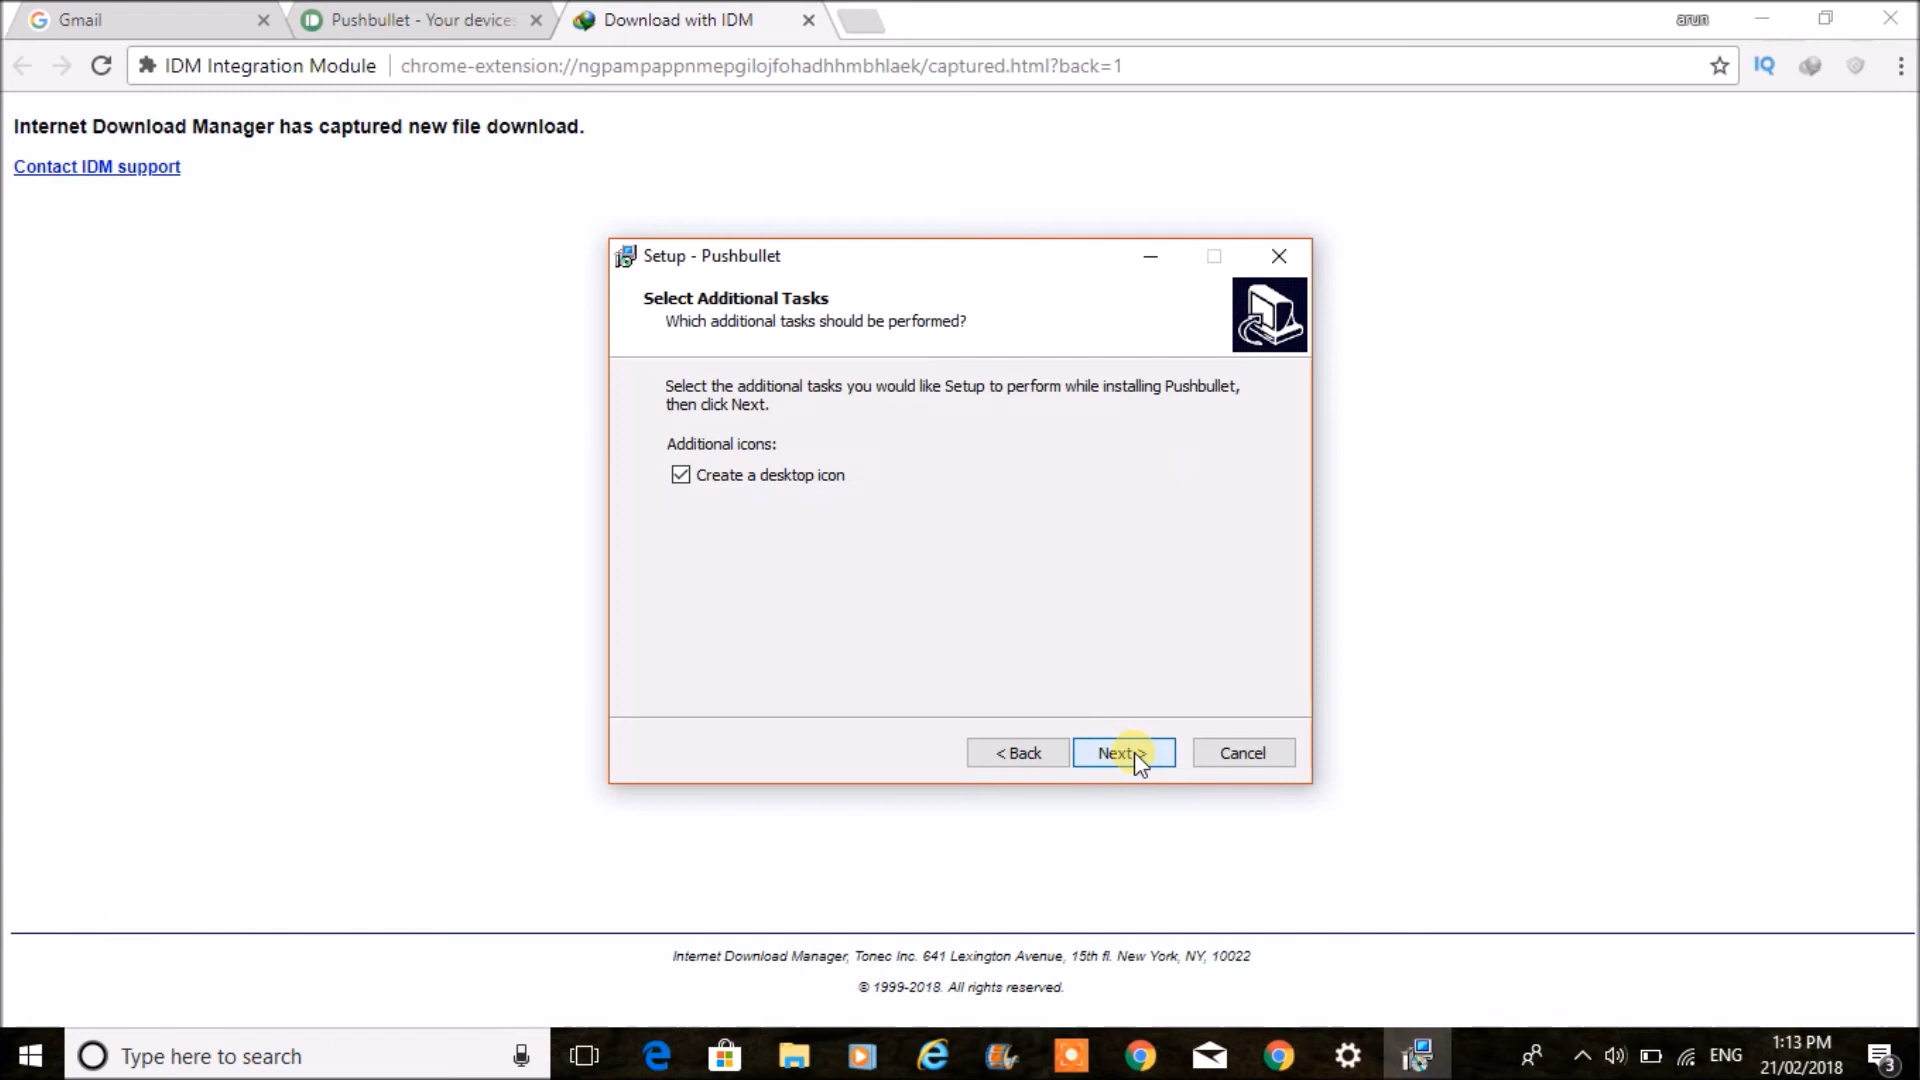 Gmail
Pushbullet - Your devices
Download with IDM
arun
IDM Integration Module
chrome-extension://ngpampappnmepgilojfohadhhmbhlaek/captured.html?back=1
IQ
Internet Download Manager has captured new file download.
Contact IDM support
Setup - Pushbullet
Select Additional Tasks
Which additional tasks should be performed?
Select the additional tasks you would like Setup to perform while installing Pushbullet,
then click Next.
Additional icons:
Create a desktop icon
< Back
Next >
Cancel
Internet Download Manager, Tonec Inc. 641 Lexington Avenue, 15th fl. New York, NY, 10022
© 1999-2018. All rights reserved.
Type here to search
ENG
1:13 PM
21/02/2018
3